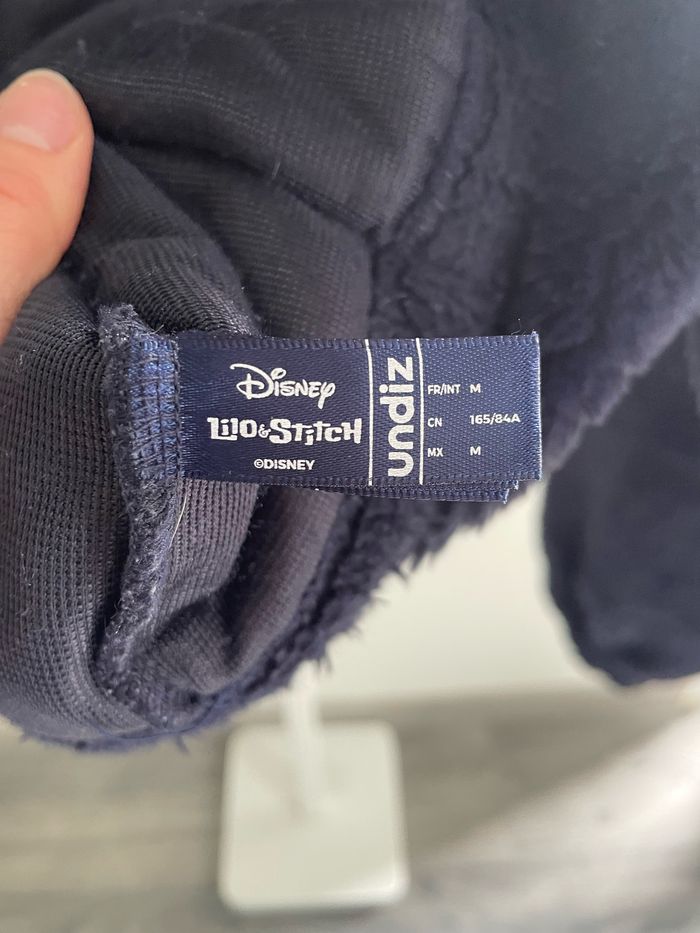 Disney
Lilo & Stitch
©DISNEY
undiz
FR/INT M
CN 165/84A
MX M